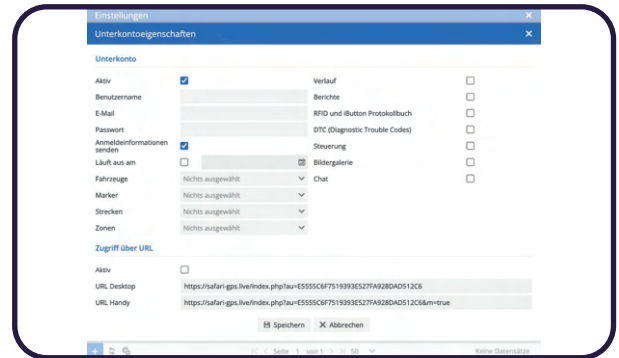 Einstellungen
Unterkontoeigenschaften
Unterkonto
Aktiv
Benutzername
E-Mail
Passwort
Anmeldeinformationen
senden
Läuft aus am
Fahrzeuge Nichts ausgewählt
Marker Nichts ausgewählt
Strecken Nichts ausgewählt
Zonen Nichts ausgewählt
Verlauf
Berichte
RFID und iButton Protokollbuch
DTC (Diagnostic Trouble Codes)
Steuerung
Bildergalerie
Chat
Zugriff über URL
Aktiv
URL Desktop https://safari-gps.live/index.php?au=E5555C6F7519393E527FA928DAD512C6
URL Handy https://safari-gps.live/index.php?au=E5555C6F7519393E527FA928DAD512C6&m=true
Speichern Abbrechen
Seite 1 von 1 50 Keine Datensätze